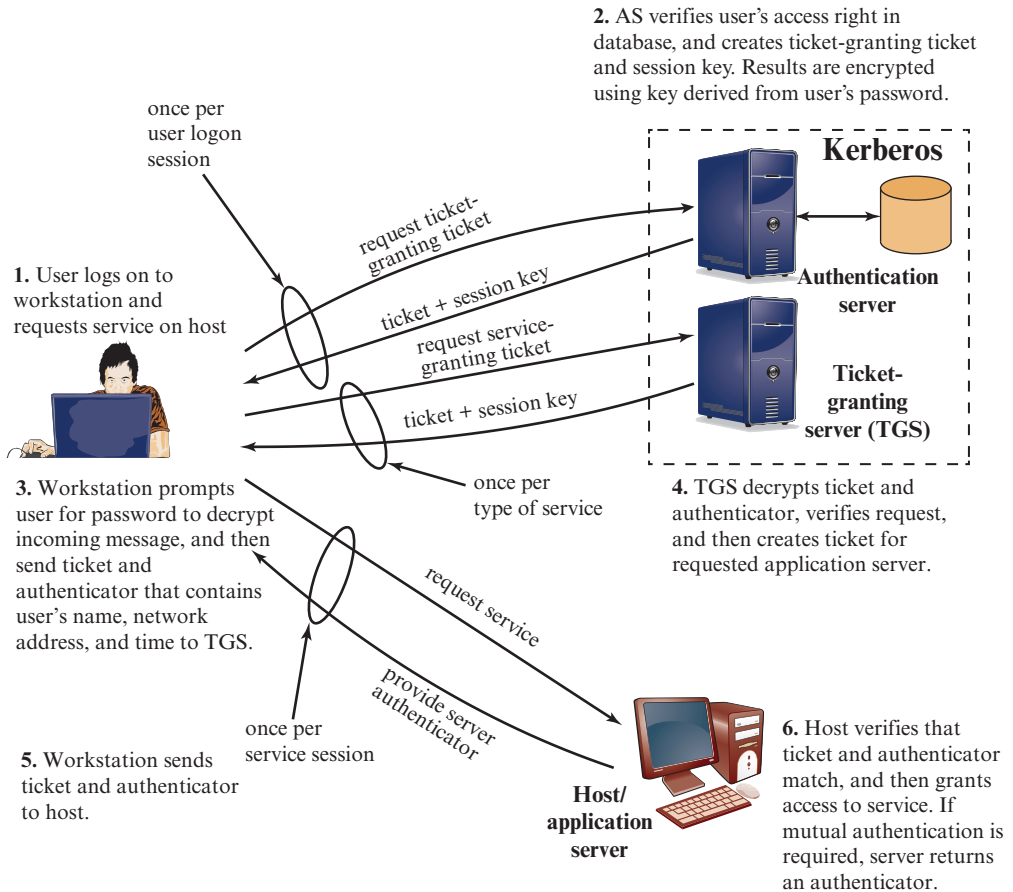 2. AS verifies user's access right in
database, and creates ticket-granting ticket
and session key. Results are encrypted
using key derived from user's password.
once per
user logon
session
Kerberos
request ticket-
granting ticket
1. User logs on to
workstation and
requests service on host
ticket + session key
Authentication
server
request service-
granting ticket
Ticket-
granting
server (TGS)
ticket + session key
once per
type of service
3. Workstation prompts
user for password to decrypt
incoming message, and then
send ticket and
authenticator that contains
user's name, network
address, and time to TGS.
4. TGS decrypts ticket and
authenticator, verifies request,
and then creates ticket for
requested application server.
request service
provide server
authenticator
once per
service session
5. Workstation sends
ticket and authenticator
to host.
Host/
application
server
6. Host verifies that
ticket and authenticator
match, and then grants
access to service. If
mutual authentication is
required, server returns
an authenticator.